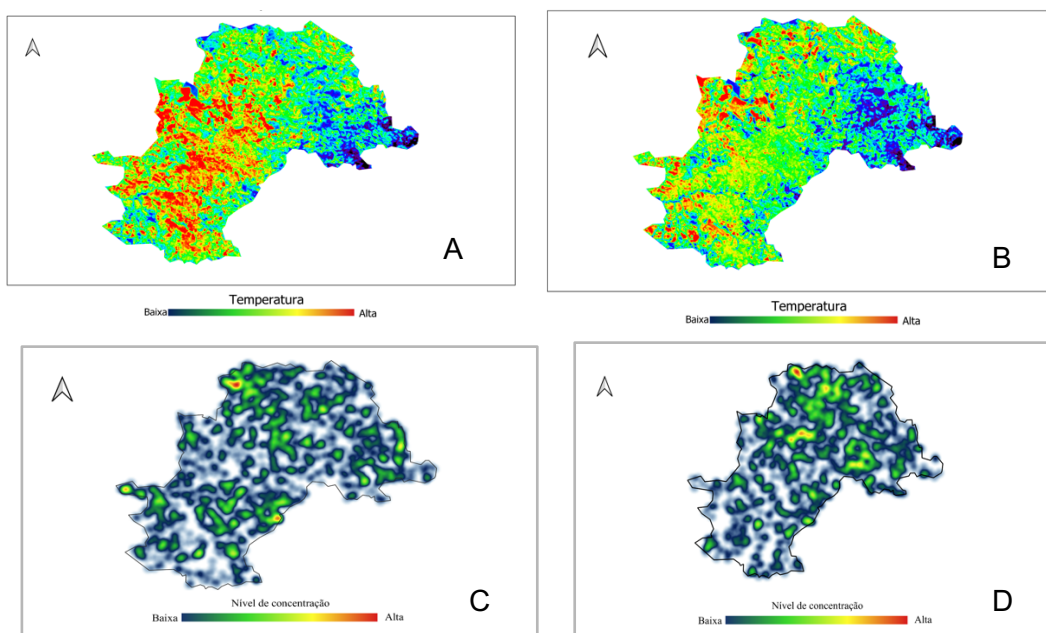 A
B
Temperatura
Baixa Alta
Temperatura
Baixa Alta
C
Nível de concentração
Baixa Alta
D
Nível de concentração
Baixa Alta